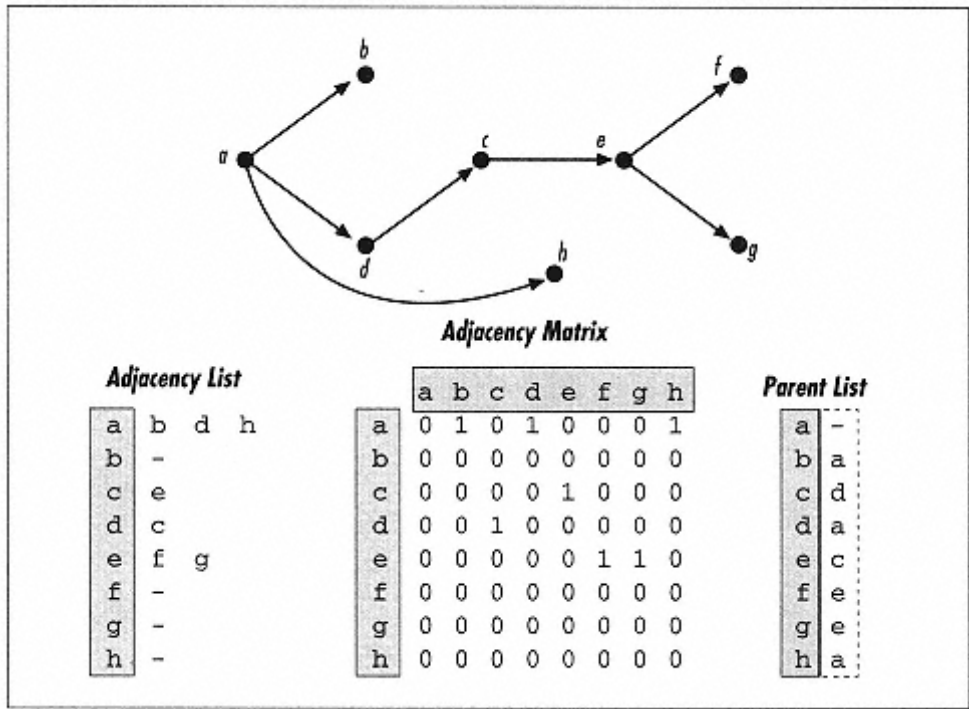 b
f
a
c
e
d
h
g
Adjacency Matrix
Adjacency List
Parent List
a b c d e f g h
a b d h
b -
c e
d c
e f g
f -
g -
h -
a 0 1 0 1 0 0 0 1
b 0 0 0 0 0 0 0 0
c 0 0 0 0 1 0 0 0
d 0 0 1 0 0 0 0 0
e 0 0 0 0 0 1 1 0
f 0 0 0 0 0 0 0 0
g 0 0 0 0 0 0 0 0
h 0 0 0 0 0 0 0 0
a -
b a
c d
d a
e c
f e
g e
h a